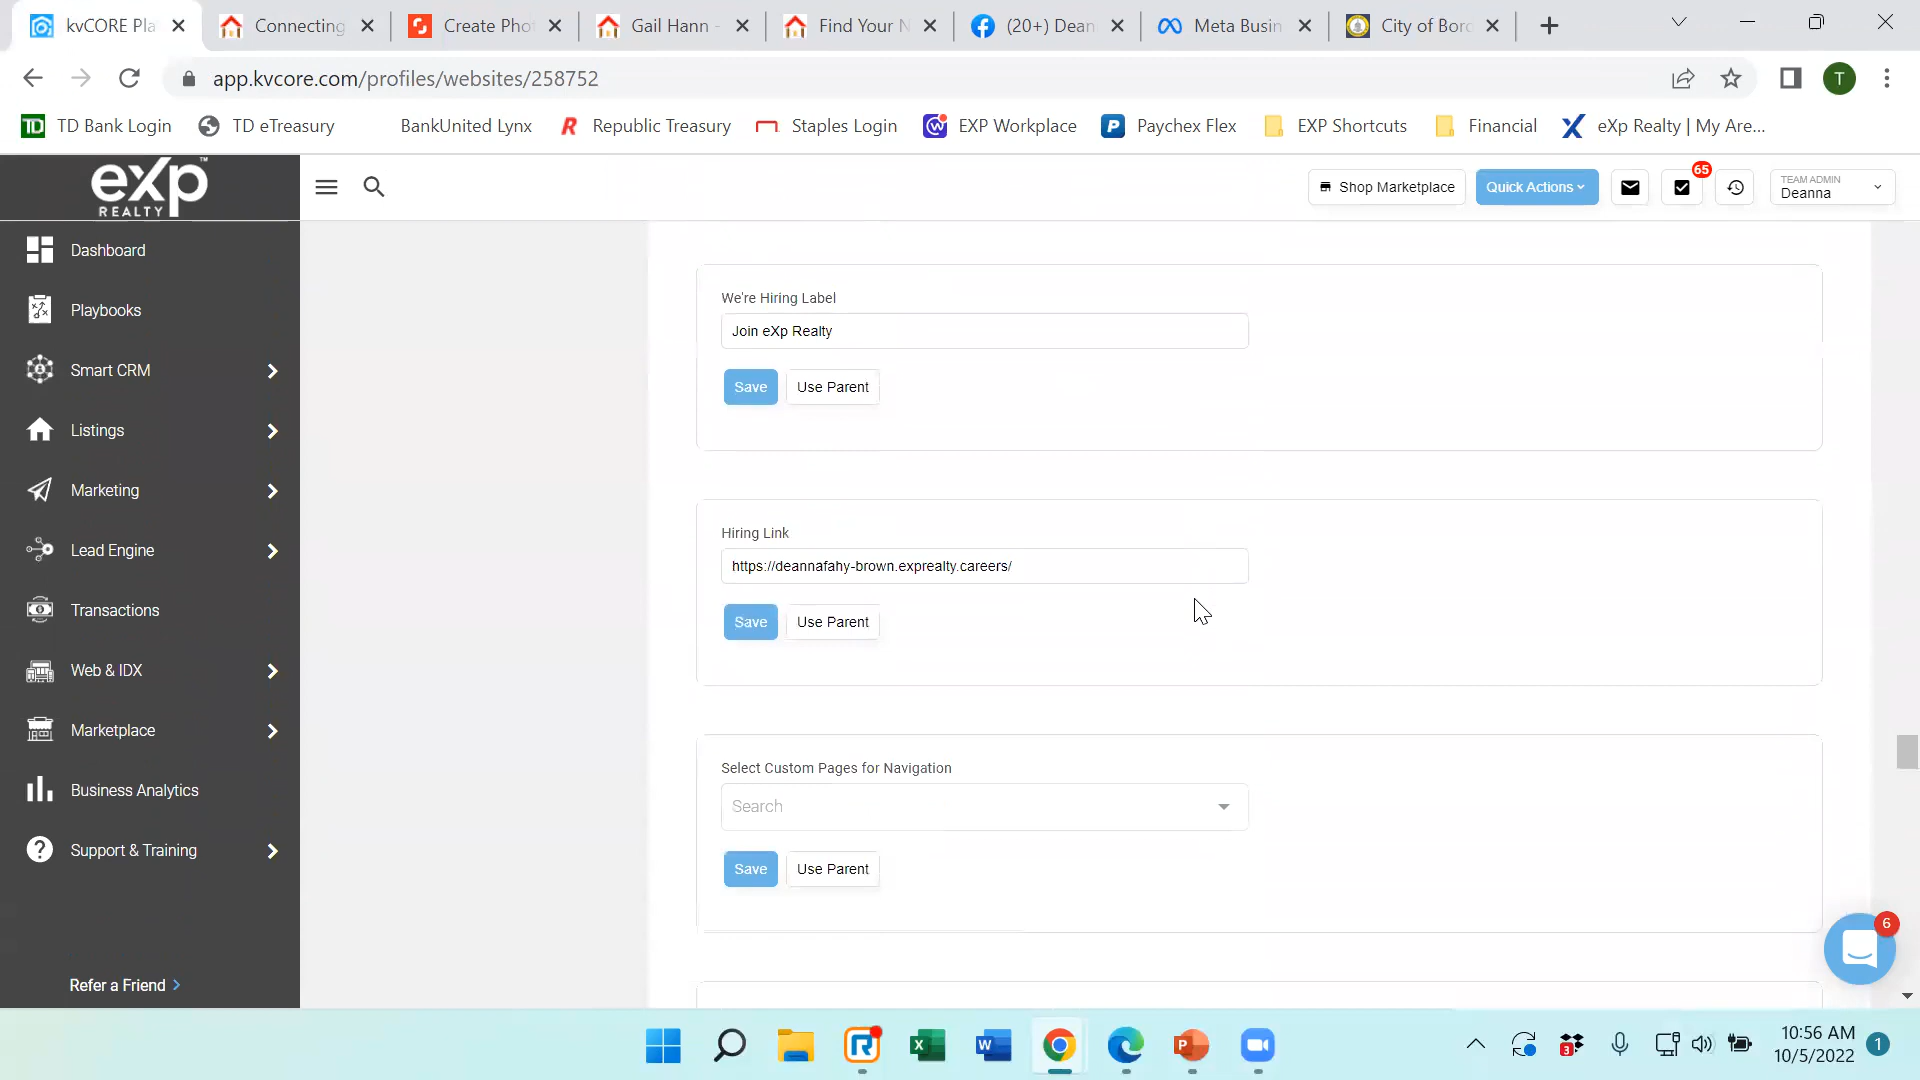 kvCORE Pla
Connecting
Create Phot
Gail Hann -
Find Your N
(20+) Dean
Meta Busin
City of Bord
app.kvcore.com/profiles/websites/258752
T
TD Bank Login
TD eTreasury
BankUnited Lynx
Republic Treasury
Staples Login
EXP Workplace
Paychex Flex
EXP Shortcuts
Financial
eXp Realty | My Are...
eXp
REALTY
Shop Marketplace
Quick Actions
65
TEAM ADMIN
Deanna
Dashboard
Playbooks
Smart CRM
Listings
Marketing
Lead Engine
Transactions
Web & IDX
Marketplace
Business Analytics
Support & Training
Refer a Friend
We're Hiring Label
Join eXp Realty
Save
Use Parent
Hiring Link
https://deannafahy-brown.exprealty.careers/
Save
Use Parent
Select Custom Pages for Navigation
Search
Save
Use Parent
6
3
10:56 AM
10/5/2022
1